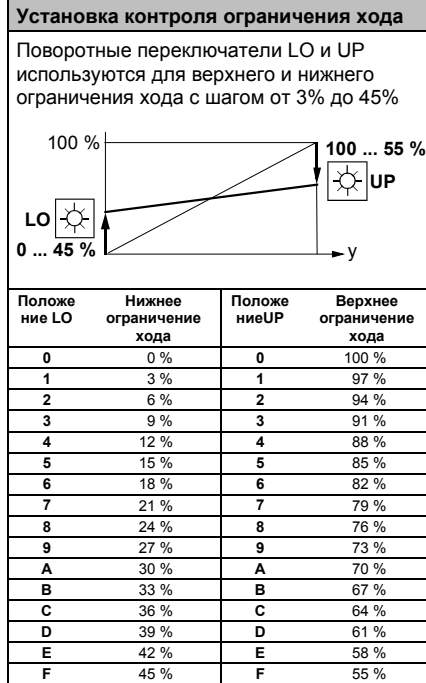 Установка контроля ограничения хода
Поворотные переключатели LO и UP
используются для верхнего и нижнего
ограничения хода с шагом от 3% до 45%
100 %
100 ... 55 %
UP
LO
0 ... 45 %
y
Положе ние LO Нижнее ограничение хода Положе ниеUP Верхнее ограничение хода
0 0 % 0 100 %
1 3 % 1 97 %
2 6 % 2 94 %
3 9 % 3 91 %
4 12 % 4 88 %
5 15 % 5 85 %
6 18 % 6 82 %
7 21 % 7 79 %
8 24 % 8 76 %
9 27 % 9 73 %
A 30 % A 70 %
B 33 % B 67 %
C 36 % C 64 %
D 39 % D 61 %
E 42 % E 58 %
F 45 % F 55 %